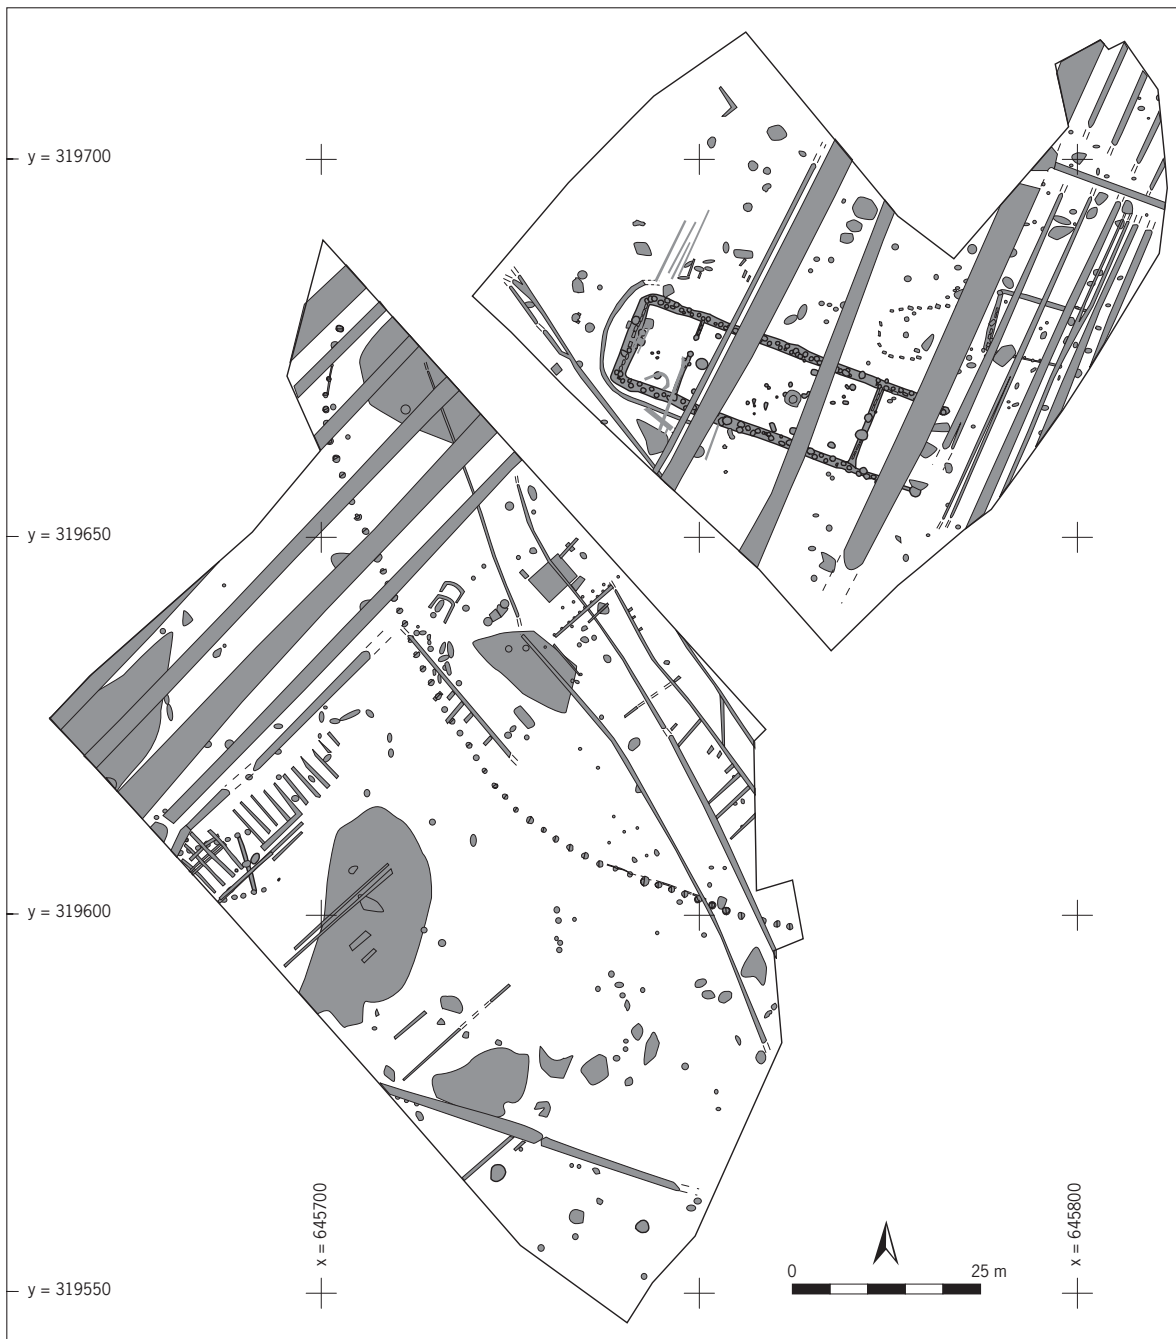 y = 319700
y = 319650
y = 319600
y = 319550
x = 645700
x = 645800
0 25 m